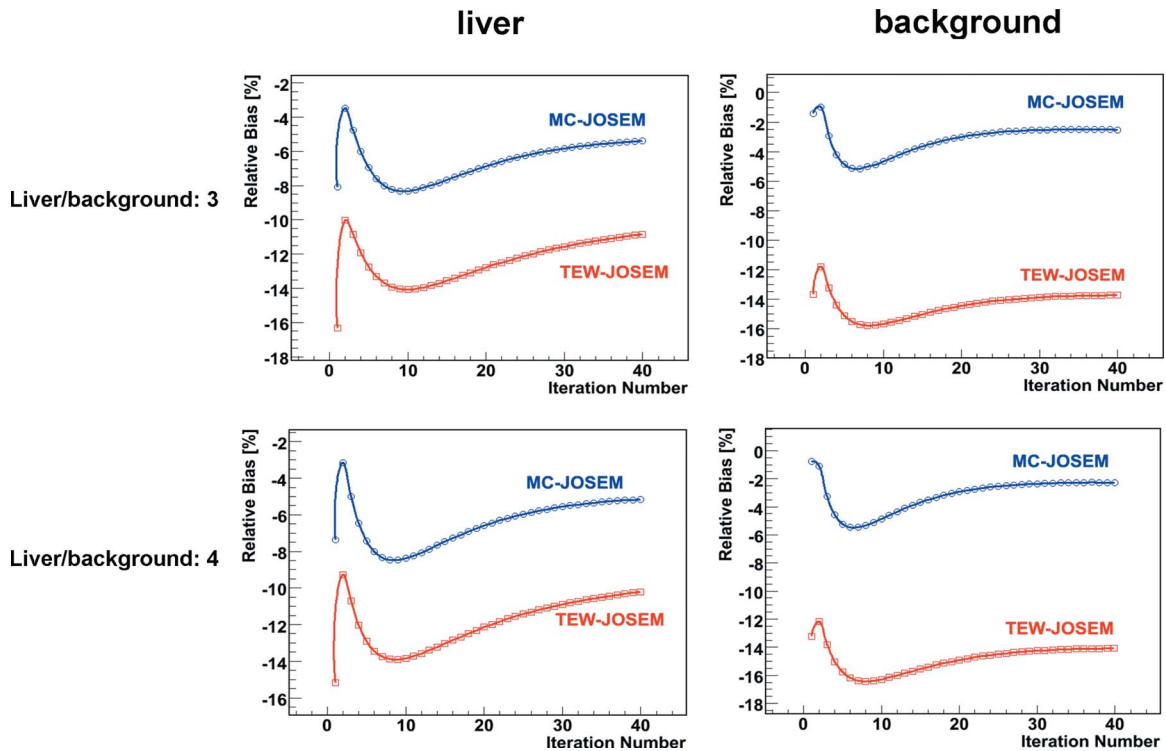 liver
background
Relative Bias [%]
-2
-4
-6
-8
-10
-12
-14
-16
-18
MC-JOSEM
TEW-JOSEM
0 10 20 30 40
Iteration Number
Relative Bias [%]
0
-2
-4
-6
-8
-10
-12
-14
-16
-18
MC-JOSEM
TEW-JOSEM
0 10 20 30 40
Iteration Number
Liver/background: 3
Relative Bias [%]
-2
-4
-6
-8
-10
-12
-14
-16
MC-JOSEM
TEW-JOSEM
0 10 20 30 40
Iteration Number
Relative Bias [%]
0
-2
-4
-6
-8
-10
-12
-14
-16
-18
MC-JOSEM
TEW-JOSEM
0 10 20 30 40
Iteration Number
Liver/background: 4